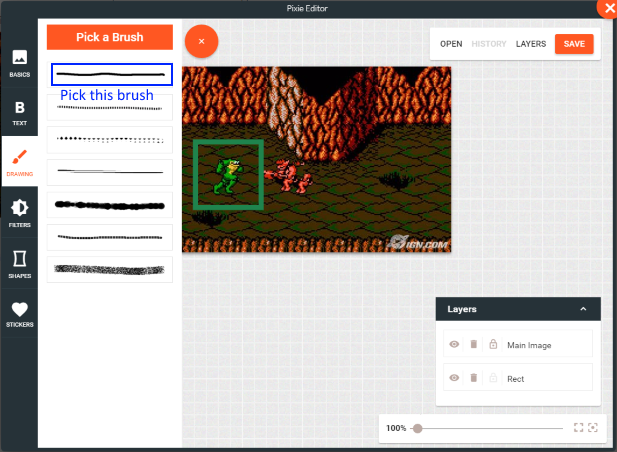 Pixie Editor
Pick a Brush
OPEN HISTORY LAYERS SAVE
BASICS
Pick this brush
TEXT
DRAWING
FILTERS
SHAPES
STICKERS
IGN.COM
Layers
Main Image
Rect
100%